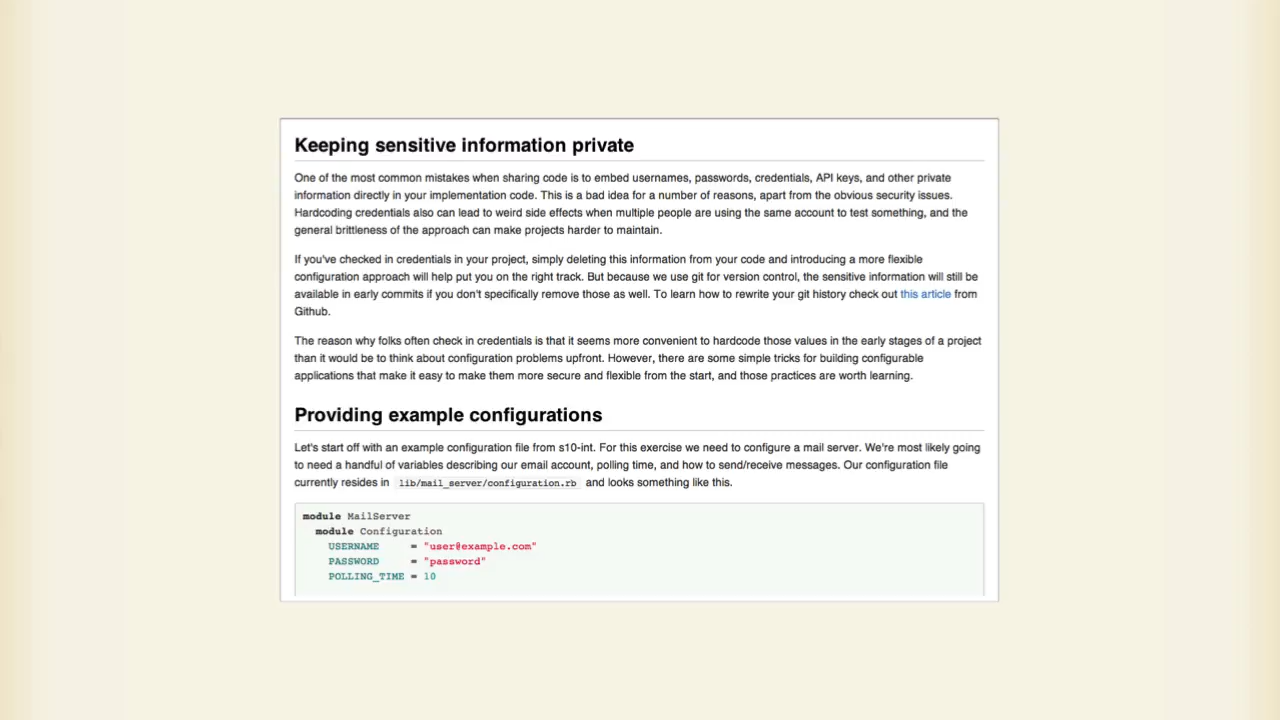 Keeping sensitive information private
One of the most common mistakes when sharing code is to embed usernames, passwords, credentials, API keys, and other private
information directly in your implementation code. This is a bad idea for a number of reasons, apart from the obvious security issues.
Hardcoding credentials also can lead to weird side effects when multiple people are using the same account to test something, and the
general brittleness of the approach can make projects harder to maintain.
If you've checked in credentials in your project, simply deleting this information from your code and introducing a more flexible
configuration approach will help put you on the right track. But because we use git for version control, the sensitive information will still be
available in early commits if you don't specifically remove those as well. To learn how to rewrite your git history check out this article from
Github.
The reason why folks often check in credentials is that it seems more convenient to hardcode those values in the early stages of a project
than it would be to think about configuration problems upfront. However, there are some simple tricks for building configurable
applications that make it easy to make them more secure and flexible from the start, and those practices are worth learning.
Providing example configurations
Let's start off with an example configuration file from s10-int. For this exercise we need to configure a mail server. We're most likely going
to need a handful of variables describing our email account, polling time, and how to send/receive messages. Our configuration file
currently resides in lib/mail_server/configuration.rb and looks something like this.
module MailServer
module Configuration
USERNAME = "user@example.com"
PASSWORD = "password"
POLLING_TIME = 10